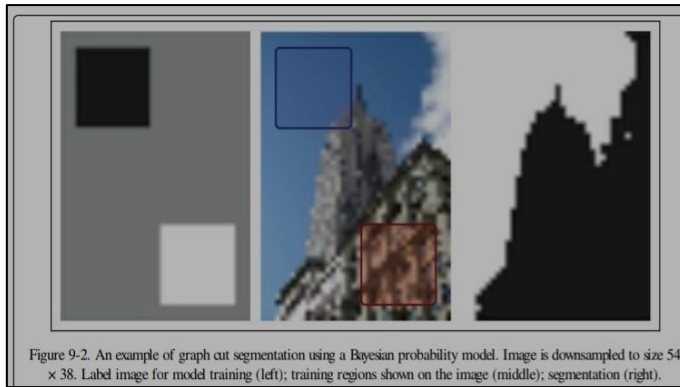 Figure 9-2. An example of graph cut segmentation using a Bayesian probability model. Image is downsampled to size 54
× 38. Label image for model training (left); training regions shown on the image (middle); segmentation (right).